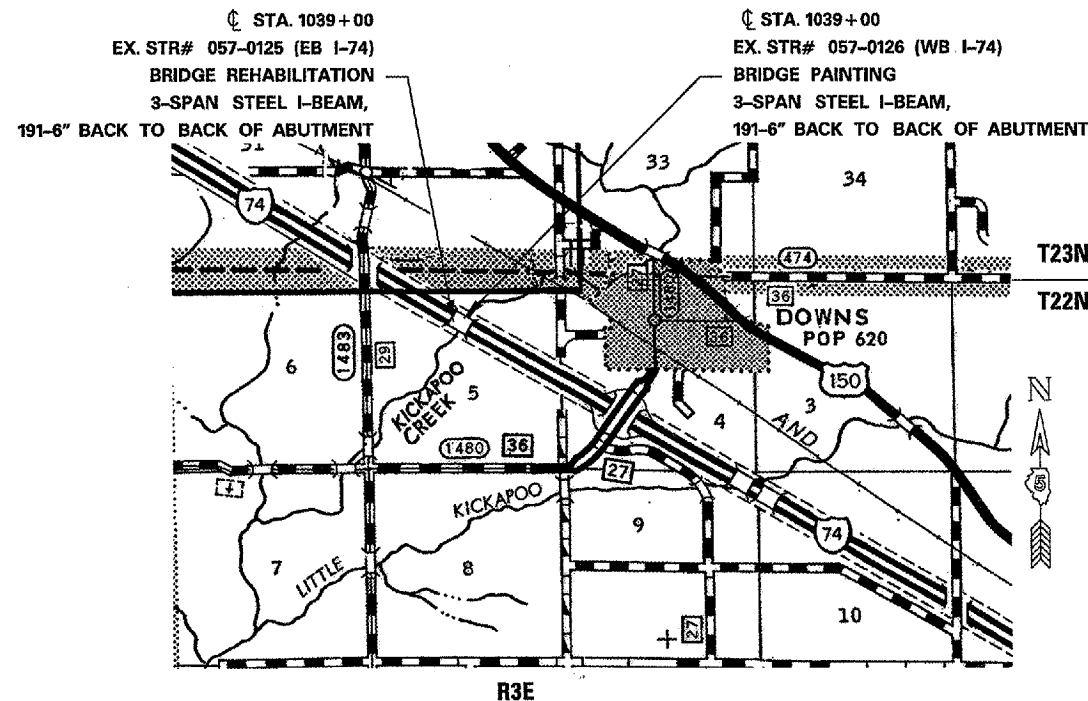 ℄ STA. 1039+00
EX. STR# 057-0125 (EB I-74)
BRIDGE REHABILITATION
3-SPAN STEEL I-BEAM,
191-6" BACK TO BACK OF ABUTMENT
℄ STA. 1039+00
EX. STR# 057-0126 (WB I-74)
BRIDGE PAINTING
3-SPAN STEEL I-BEAM,
191-6" BACK TO BACK OF ABUTMENT
33
34
74
474
T23N
T22N
36
DOWNS
POP 620
36
6
1483
29
KICKAPOO
CREEK
5
150
3
4
AND
N
5
1480
36
27
KICKAPOO
9
74
7
LITTLE
8
10
27
R3E